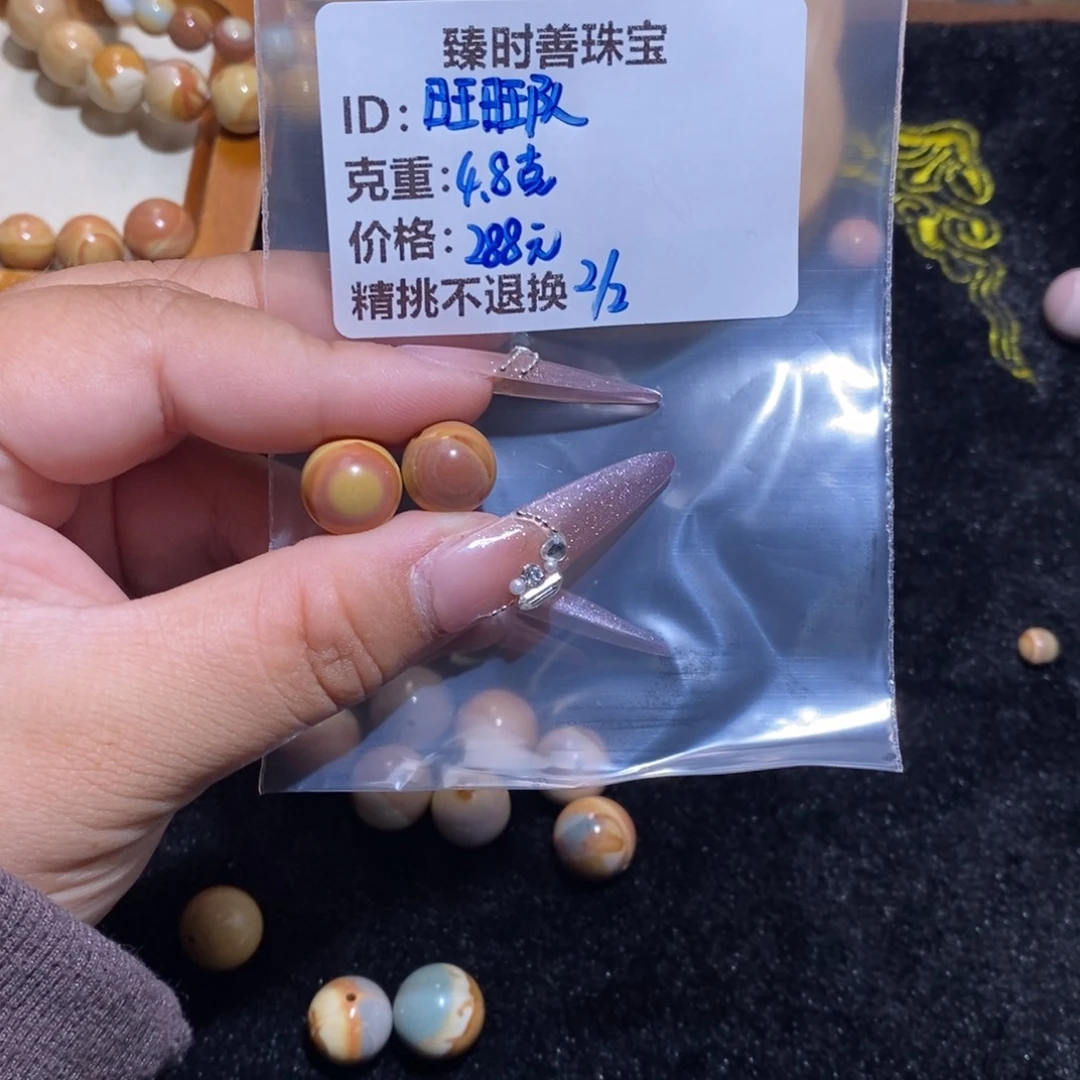 臻时善珠宝
ID:旺旺队
克重:4.8克
价格:288元
精挑不退换 2/2